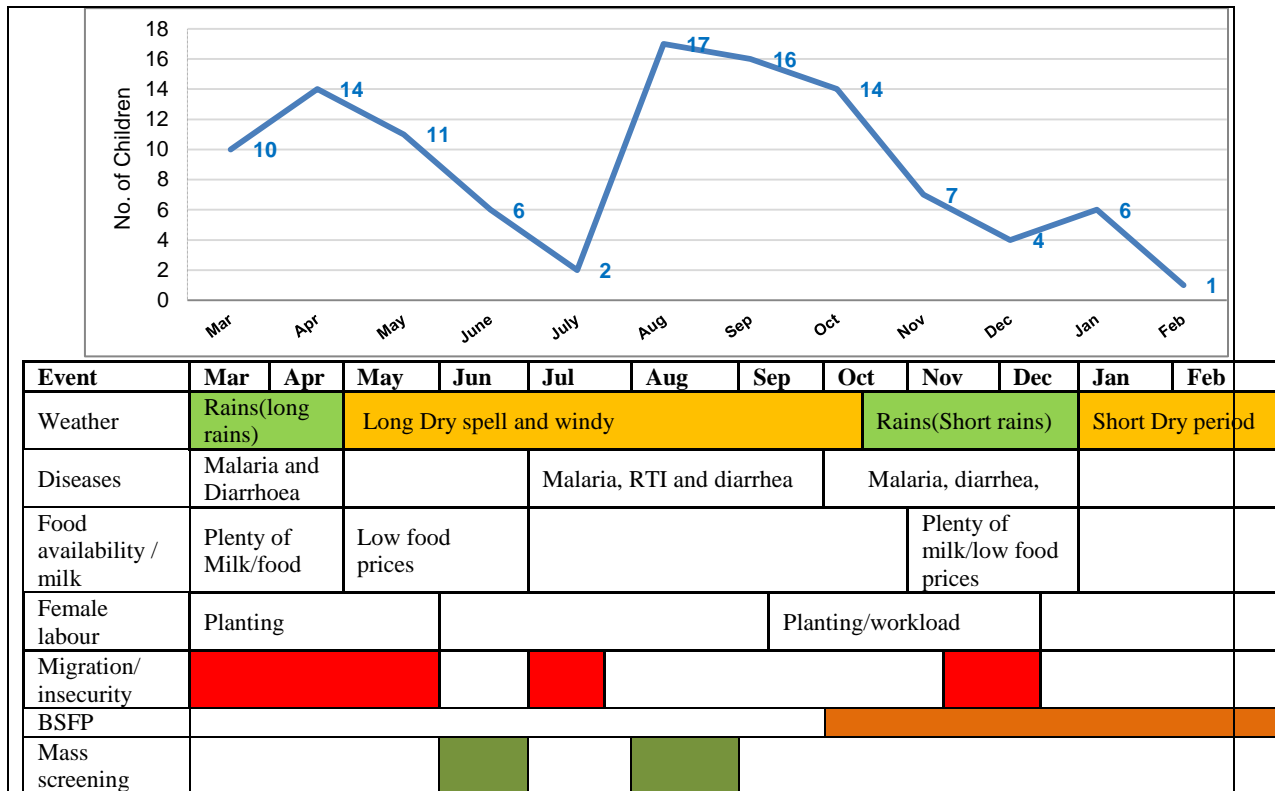 18
16
14
12
10
8
6
4
2
0
No. of Children
10
14
11
6
2
17
16
14
7
4
6
1
Mar Apr May June July Aug Sep Oct Nov Dec Jan Feb
Event Mar Apr May Jun Jul Aug Sep Oct Nov Dec Jan Feb
Weather
Rains(long
rains)
Long Dry spell and windy
Rains(Short rains)
Short Dry period
Diseases
Malaria and
Diarrhoea
Malaria, RTI and diarrhea
Malaria, diarrhea,
Food
availability /
milk
Plenty of
Milk/food
Low food
prices
Plenty of
milk/low food
prices
Female
labour
Planting
Planting/workload
Migration/
insecurity
BSFP
Mass
screening